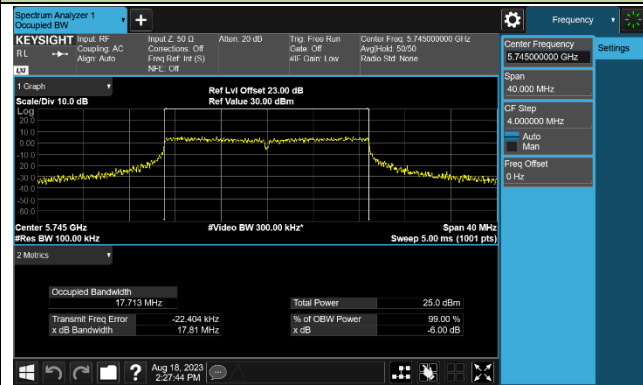 Spectrum Analyzer 1
Occupied BW
Frequency
KEYSIGHT
RL
LXI
Input: RF
Coupling: AC
Align: Auto
Input Z: 50 Ω
Corrections: Off
Freq Ref: Int (S)
NFE: Off
Atten: 20 dB
Trig: Free Run
Gate: Off
#IF Gain: Low
Center Freq: 5.745000000 GHz
Avg|Hold: 50/50
Radio Std: None
Center Frequency
5.745000000 GHz
Settings
Span
40.000 MHz
CF Step
4.000000 MHz
Auto
Man
Freq Offset
0 Hz
1 Graph
Scale/Div 10.0 dB
Ref Lvl Offset 23.00 dB
Ref Value 30.00 dBm
Log
20.0
10.0
0.00
-10.0
-20.0
-30.0
-40.0
-50.0
-60.0
Center 5.745 GHz
#Res BW 100.00 kHz
#Video BW 300.00 kHz*
Span 40 MHz
Sweep 5.00 ms (1001 pts)
2 Metrics
Occupied Bandwidth
17.713 MHz
Total Power 25.0 dBm
Transmit Freq Error -22.404 kHz
% of OBW Power 99.00 %
x dB Bandwidth 17.81 MHz
x dB -6.00 dB
Aug 18, 2023
2:27:44 PM